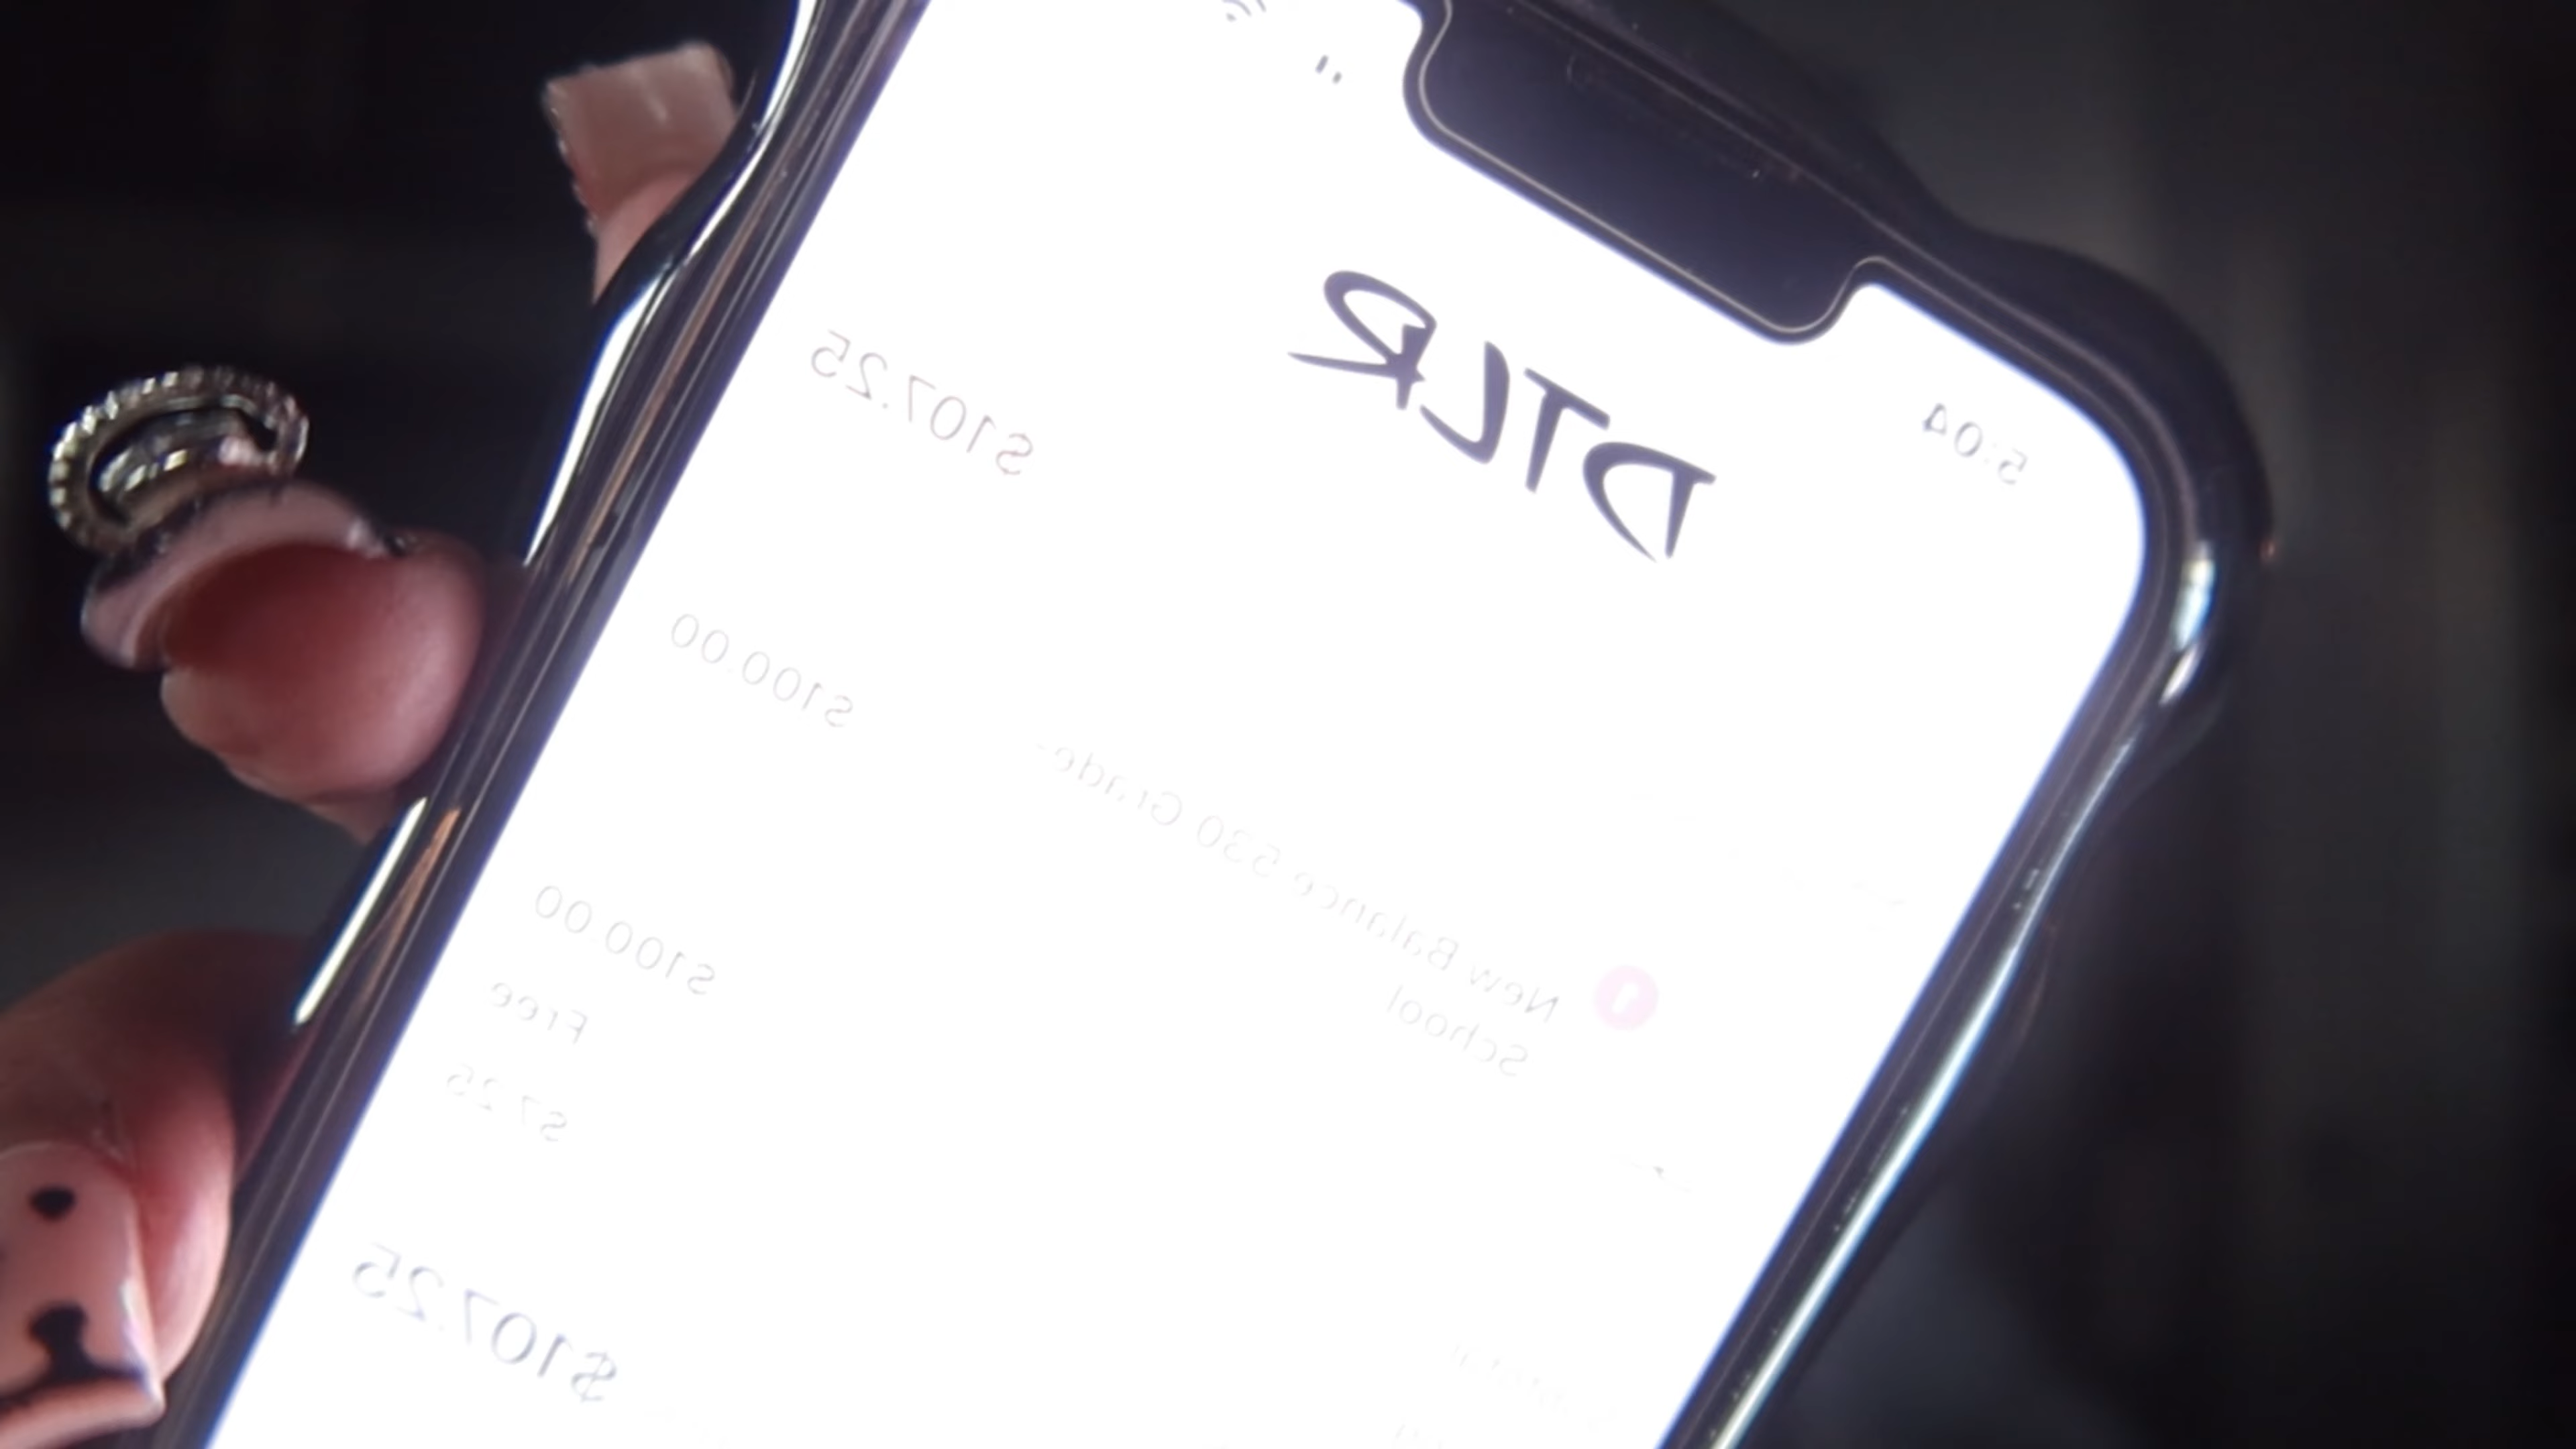 5:04
DTLR
$107.25
1
New Balance 530 Grade-
School
$100.00
$100.00
Free
$7.25
$107.25